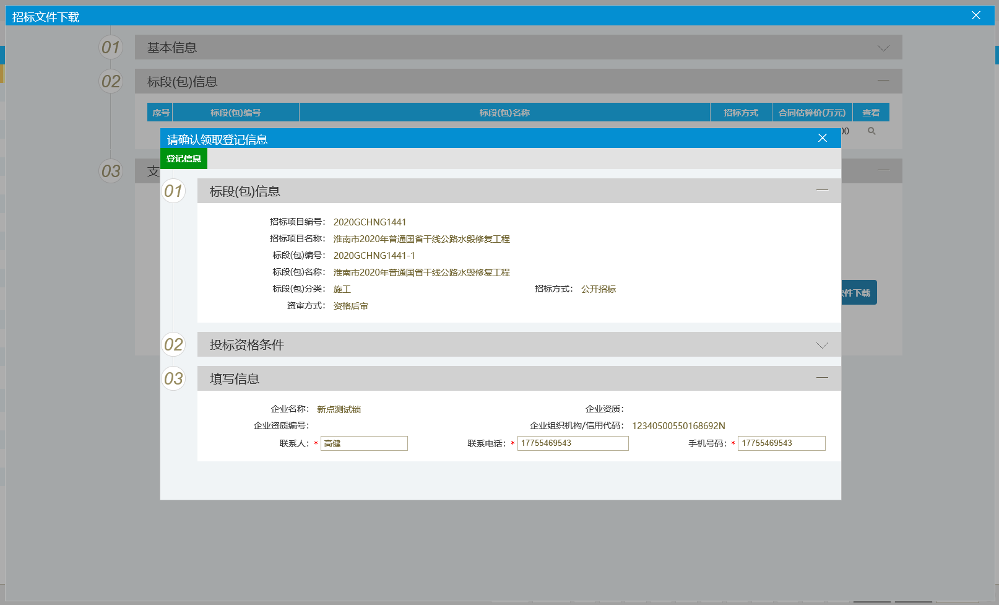 招标文件下载
01 基本信息
02 标段(包)信息
序号 标段(包)编号 标段(包)名称 招标方式 合同估算价(万元) 查看
00
请确认领取登记信息
登记信息
03 支
01 标段(包)信息
招标项目编号： 2020GCHNG1441
招标项目名称： 淮南市2020年普通国省干线公路水毁修复工程
标段(包)编号： 2020GCHNG1441-1
标段(包)名称： 淮南市2020年普通国省干线公路水毁修复工程
标段(包)分类： 施工 招标方式： 公开招标
件下载
资审方式： 资格后审
02 投标资格条件
03 填写信息
企业名称： 新点测试锁 企业资质：
企业资质编号： 企业组织机构/信用代码： 12340500550168692N
联系人：* 高健 联系电话：* 17755469543 手机号码：* 17755469543